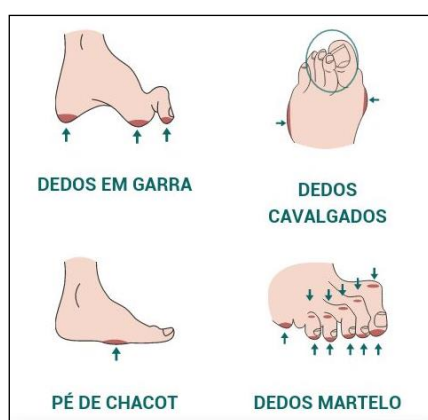 DEDOS EM GARRA
DEDOS
CAVALGADOS
PÉ DE CHACOT
DEDOS MARTELO